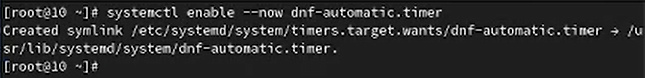 [root@10 ~]# systemctl enable --now dnf-automatic.timer
Created symlink /etc/systemd/system/timers.target.wants/dnf-automatic.timer → /u
sr/lib/systemd/system/dnf-automatic.timer.
[root@10 ~]#